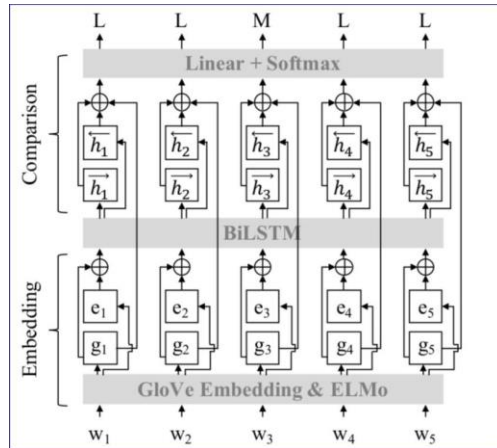 L L M L L
Linear + Softmax
Comparison
h₁ h₂ h₃ h₄ h₅
h₁ h₂ h₃ h₄ h₅
BiLSTM
Embedding
e₁ e₂ e₃ e₄ e₅
g₁ g₂ g₃ g₄ g₅
GloVe Embedding & ELMo
w₁ w₂ w₃ w₄ w₅